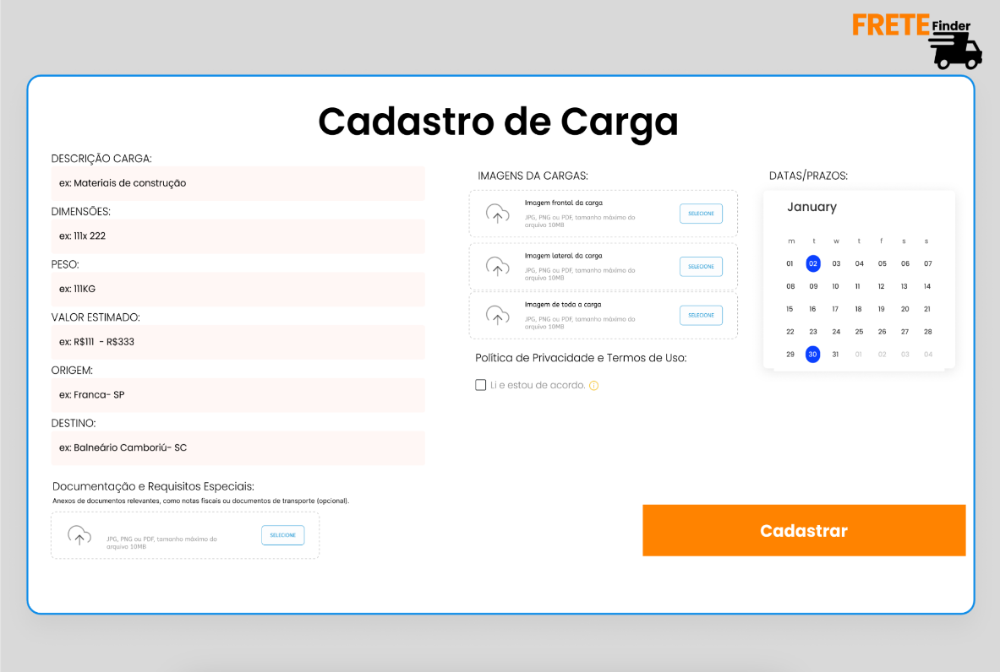 FRETE Finder
Cadastro de Carga
DESCRIÇÃO CARGA:
ex: Materiais de construção
DIMENSÕES:
ex: 111x 222
PESO:
ex: 111KG
VALOR ESTIMADO:
ex: R$111 - R$333
ORIGEM:
ex: Franca- SP
DESTINO:
ex: Balneário Camboriú- SC
Documentação e Requisitos Especiais:
Anexos de documentos relevantes, como notas fiscais ou documentos de transporte (opcional).
JPG, PNG ou PDF, tamanho máximo do
arquivo 10MB
SELECIONE
IMAGENS DA CARGAS:
Imagem frontal da carga
JPG, PNG ou PDF, tamanho máximo do
arquivo 10MB
SELECIONE
Imagem lateral da carga
JPG, PNG ou PDF, tamanho máximo do
arquivo 10MB
SELECIONE
Imagem de toda a carga
JPG, PNG ou PDF, tamanho máximo do
arquivo 10MB
SELECIONE
Política de Privacidade e Termos de Uso:
Li e estou de acordo.
DATAS/PRAZOS:
January
m t w t f s s
01 02 03 04 05 06 07
08 09 10 11 12 13 14
15 16 17 18 19 20 21
22 23 24 25 26 27 28
29 30 31 01 02 03 04
Cadastrar